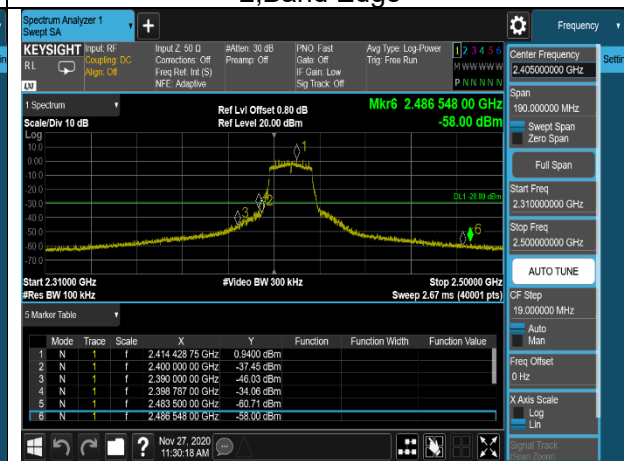 2,Band Edge
Spectrum Analyzer 1
Swept SA
+
Frequency
KEYSIGHT
RL
LXI
Input: RF
Coupling: DC
Align: Off
Input Z: 50 Ω
Corrections: Off
Freq Ref: Int (S)
NFE: Adaptive
#Atten: 30 dB
Preamp: Off
PNO: Fast
Gate: Off
IF Gain: Low
Sig Track: Off
Avg Type: Log-Power
Trig: Free Run
1 2 3 4 5 6
M W W W W W
P N N N N N
Center Frequency
2.405000000 GHz
Settin
Span
190.000000 MHz
Swept Span
Zero Span
Full Span
Start Freq
2.310000000 GHz
Stop Freq
2.500000000 GHz
AUTO TUNE
CF Step
19.000000 MHz
Auto
Man
Freq Offset
0 Hz
X Axis Scale
Log
Lin
Signal Track
(Span Zoom)
1 Spectrum
Scale/Div 10 dB
Ref Lvl Offset 0.80 dB
Ref Level 20.00 dBm
Mkr6 2.486 548 00 GHz
-58.00 dBm
Log
10.0
0.00
-10.0
-20.0
-30.0
-40.0
-50.0
-60.0
-70.0
1
2
3
6
Start 2.31000 GHz
#Res BW 100 kHz
#Video BW 300 kHz
Stop 2.50000 GHz
Sweep 2.67 ms (40001 pts)
5 Marker Table
Mode Trace Scale X Y Function Function Width Function Value
1 N 1 f 2.414 428 75 GHz 0.9400 dBm
2 N 1 f 2.400 000 00 GHz -37.45 dBm
3 N 1 f 2.390 000 00 GHz -46.03 dBm
4 N 1 f 2.398 787 00 GHz -34.06 dBm
5 N 1 f 2.483 500 00 GHz -60.71 dBm
6 N 1 f 2.486 548 00 GHz -58.00 dBm
?
Nov 27, 2020
11:30:18 AM